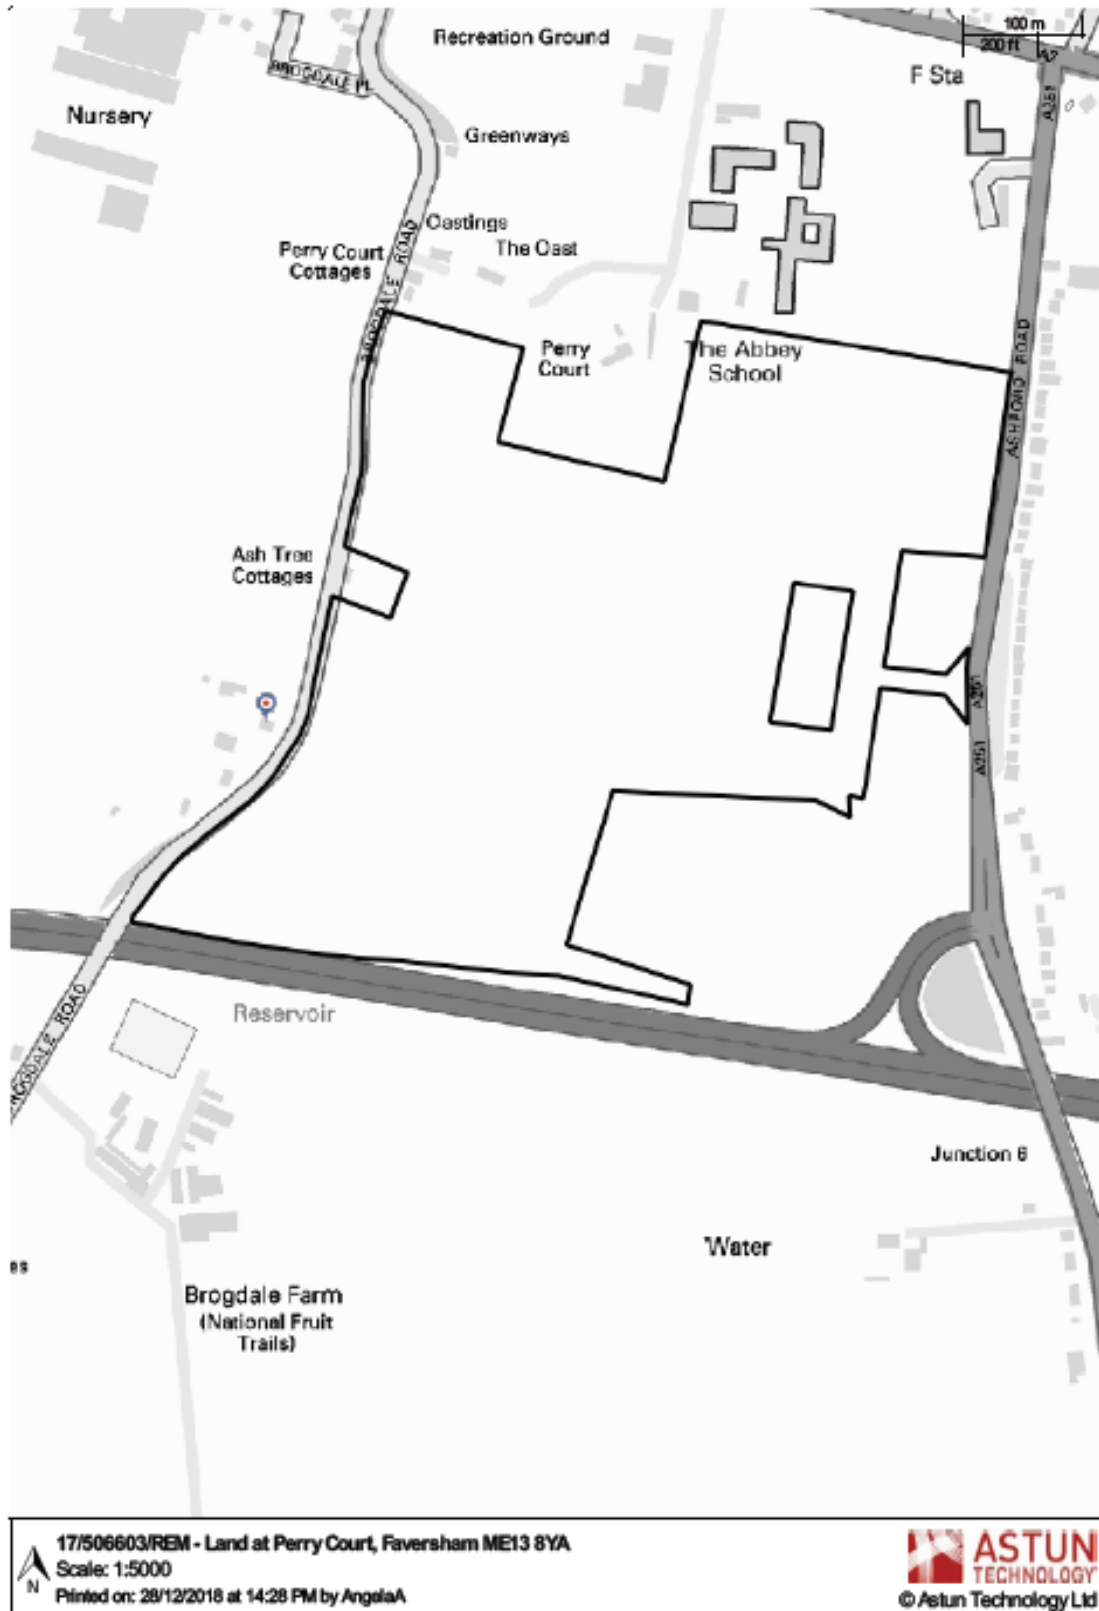 100 m
200 ft
Recreation Ground
A2
F Sta
BROGDALE PL
A251
Nursery
Greenways
Oastings
The Oast
Perry Court
Cottages
BROGDALE ROAD
Perry
Court
The Abbey
School
ASHFORD ROAD
Ash Tree
Cottages
A251
A251
Reservoir
BROGDALE ROAD
Junction 6
Water
es
Brogdale Farm
(National Fruit
Trails)
17/506603/REM - Land at Perry Court, Faversham ME13 8YA
Scale: 1:5000
N
Printed on: 28/12/2018 at 14:28 PM by AngelaA
ASTUN
TECHNOLOGY
© Astun Technology Ltd